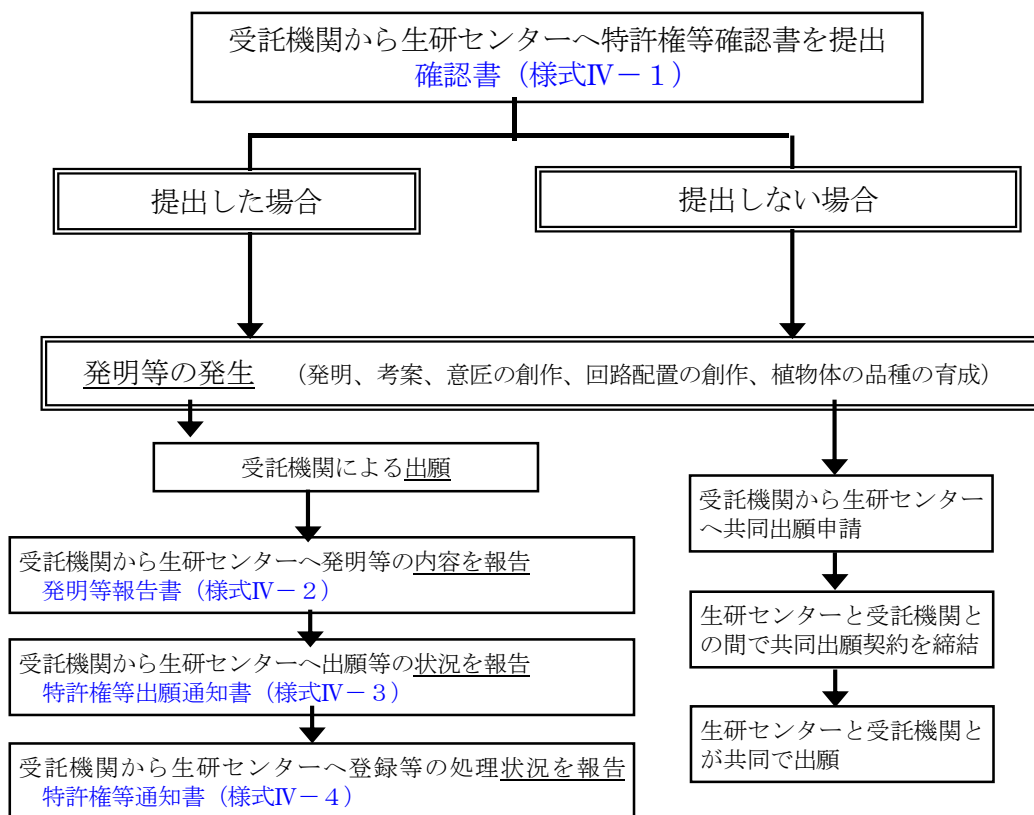 受託機関から生研センターへ特許権等確認書を提出
確認書（様式Ⅳ－１）
提出した場合
提出しない場合
発明等の発生　（発明、考案、意匠の創作、回路配置の創作、植物体の品種の育成）
受託機関による出願
受託機関から生研センターへ発明等の内容を報告
発明等報告書（様式Ⅳ－２）
受託機関から生研センターへ出願等の状況を報告
特許権等出願通知書（様式Ⅳ－３）
受託機関から生研センターへ登録等の処理状況を報告
特許権等通知書（様式Ⅳ－４）
受託機関から生研センター
へ共同出願申請
生研センターと受託機関と
の間で共同出願契約を締結
生研センターと受託機関と
が共同で出願